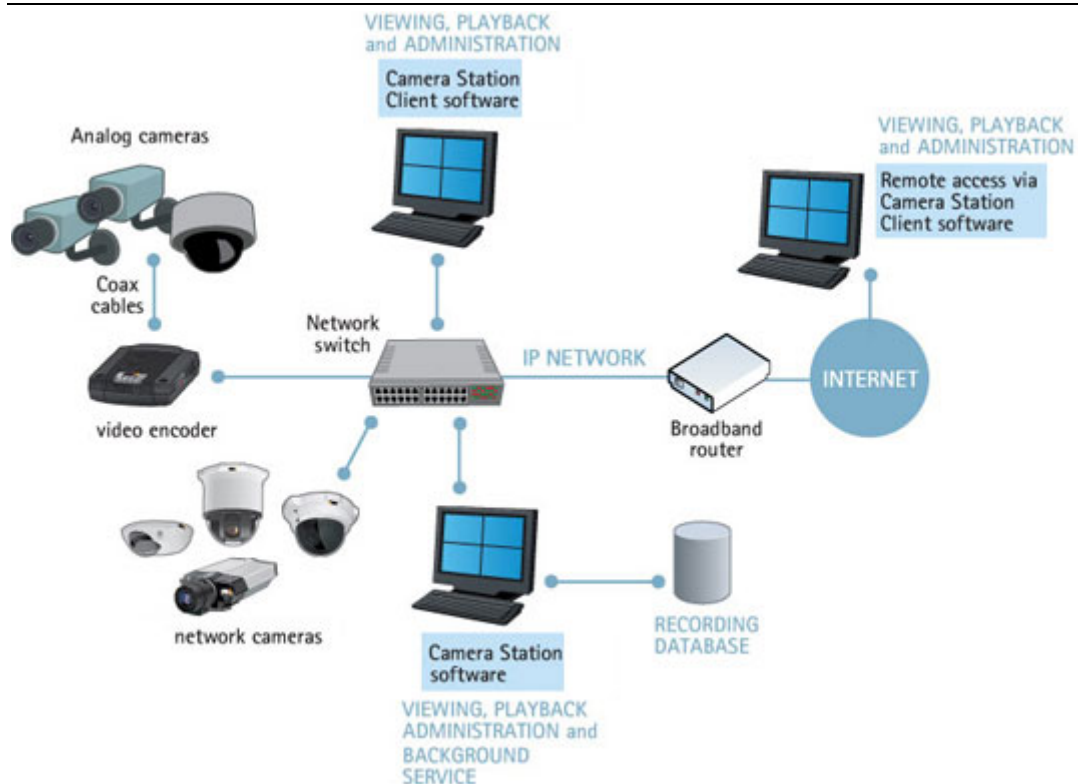 VIEWING, PLAYBACK
and ADMINISTRATION
Camera Station
Client software
Analog cameras
VIEWING, PLAYBACK
and ADMINISTRATION
Remote access via
Camera Station
Client software
Coax
cables
Network
switch
IP NETWORK
INTERNET
video encoder
Broadband
router
network cameras
RECORDING
DATABASE
Camera Station
software
VIEWING, PLAYBACK
ADMINISTRATION and
BACKGROUND
SERVICE